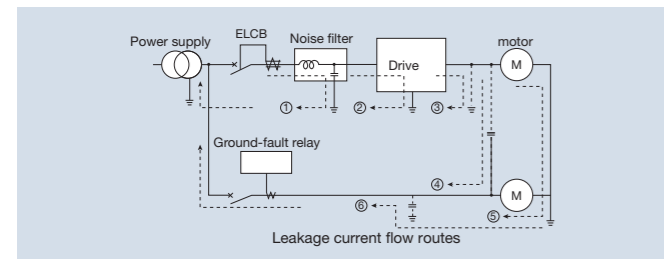 ELCB
Noise filter
Power supply
motor
Drive
M
①
②
③
Ground-fault relay
④
M
⑥
⑤
Leakage current flow routes